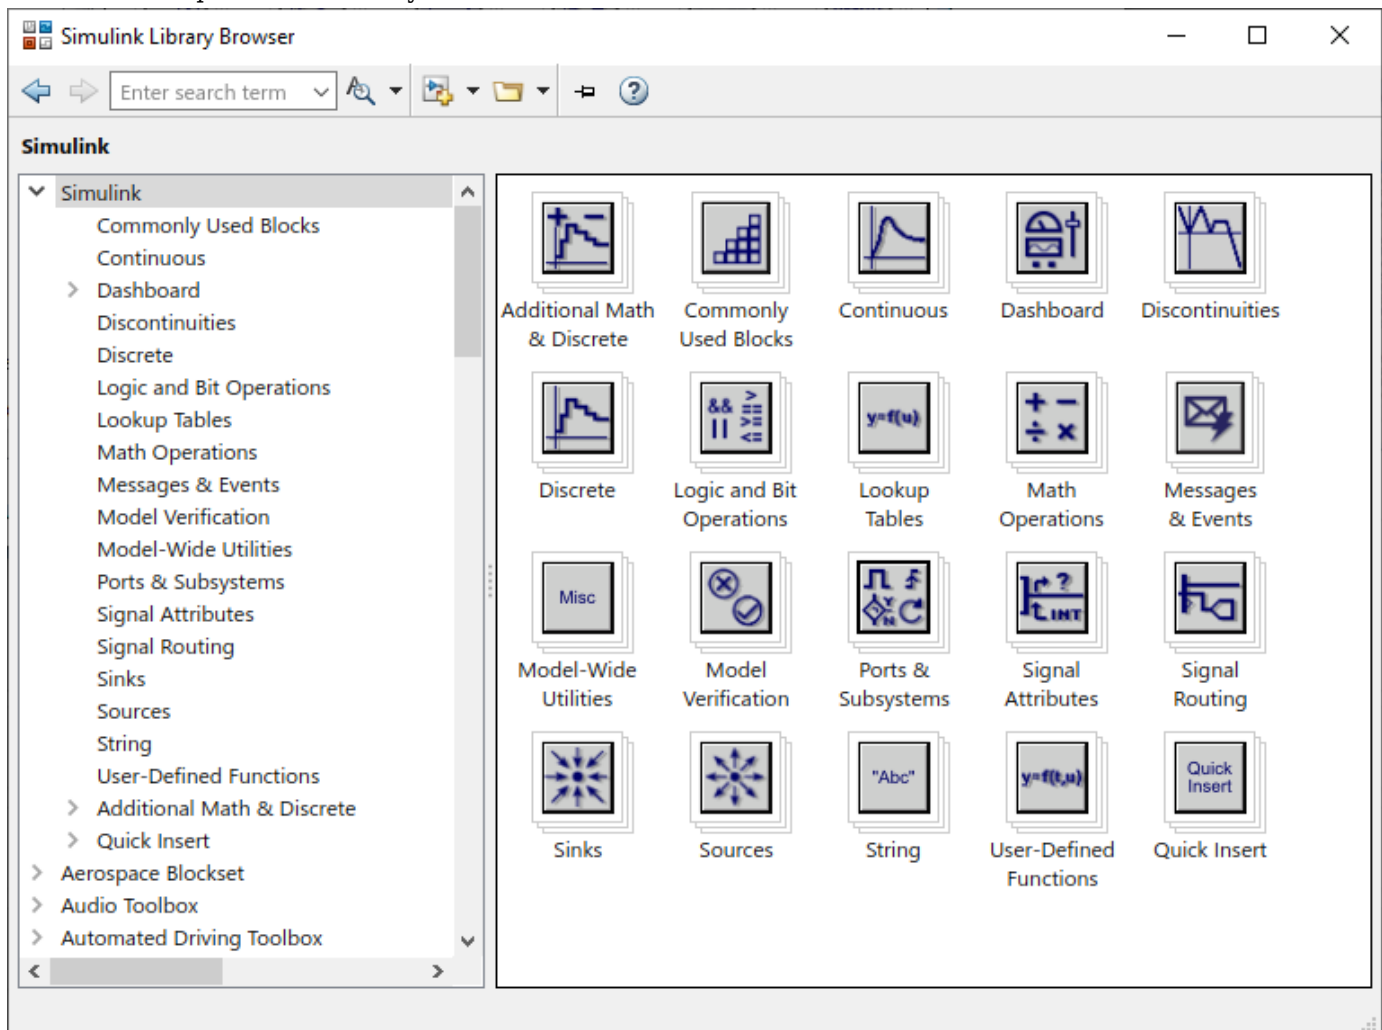 Simulink Library Browser
Enter search term
Simulink
Simulink
Commonly Used Blocks
Continuous
Dashboard
Discontinuities
Discrete
Logic and Bit Operations
Lookup Tables
Math Operations
Messages & Events
Model Verification
Model-Wide Utilities
Ports & Subsystems
Signal Attributes
Signal Routing
Sinks
Sources
String
User-Defined Functions
Additional Math & Discrete
Quick Insert
Aerospace Blockset
Audio Toolbox
Automated Driving Toolbox
Additional Math
& Discrete
Commonly
Used Blocks
Continuous
Dashboard
Discontinuities
Discrete
&& > ==
|| >= <=
Logic and Bit
Operations
y=f(u)
Lookup
Tables
+ −
÷ ×
Math
Operations
Messages
& Events
Misc
Model-Wide
Utilities
Model
Verification
Y
N
Ports &
Subsystems
?
INT
Signal
Attributes
Signal
Routing
Sinks
Sources
"Abc"
String
y=f(t,u)
User-Defined
Functions
Quick
Insert
Quick Insert